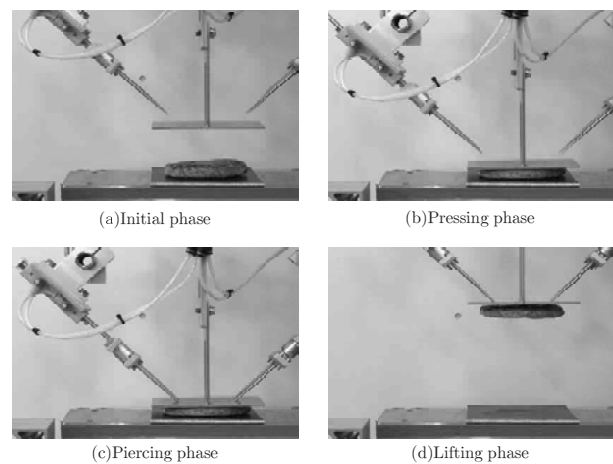 (a)Initial phase
(b)Pressing phase
(c)Piercing phase
(d)Lifting phase